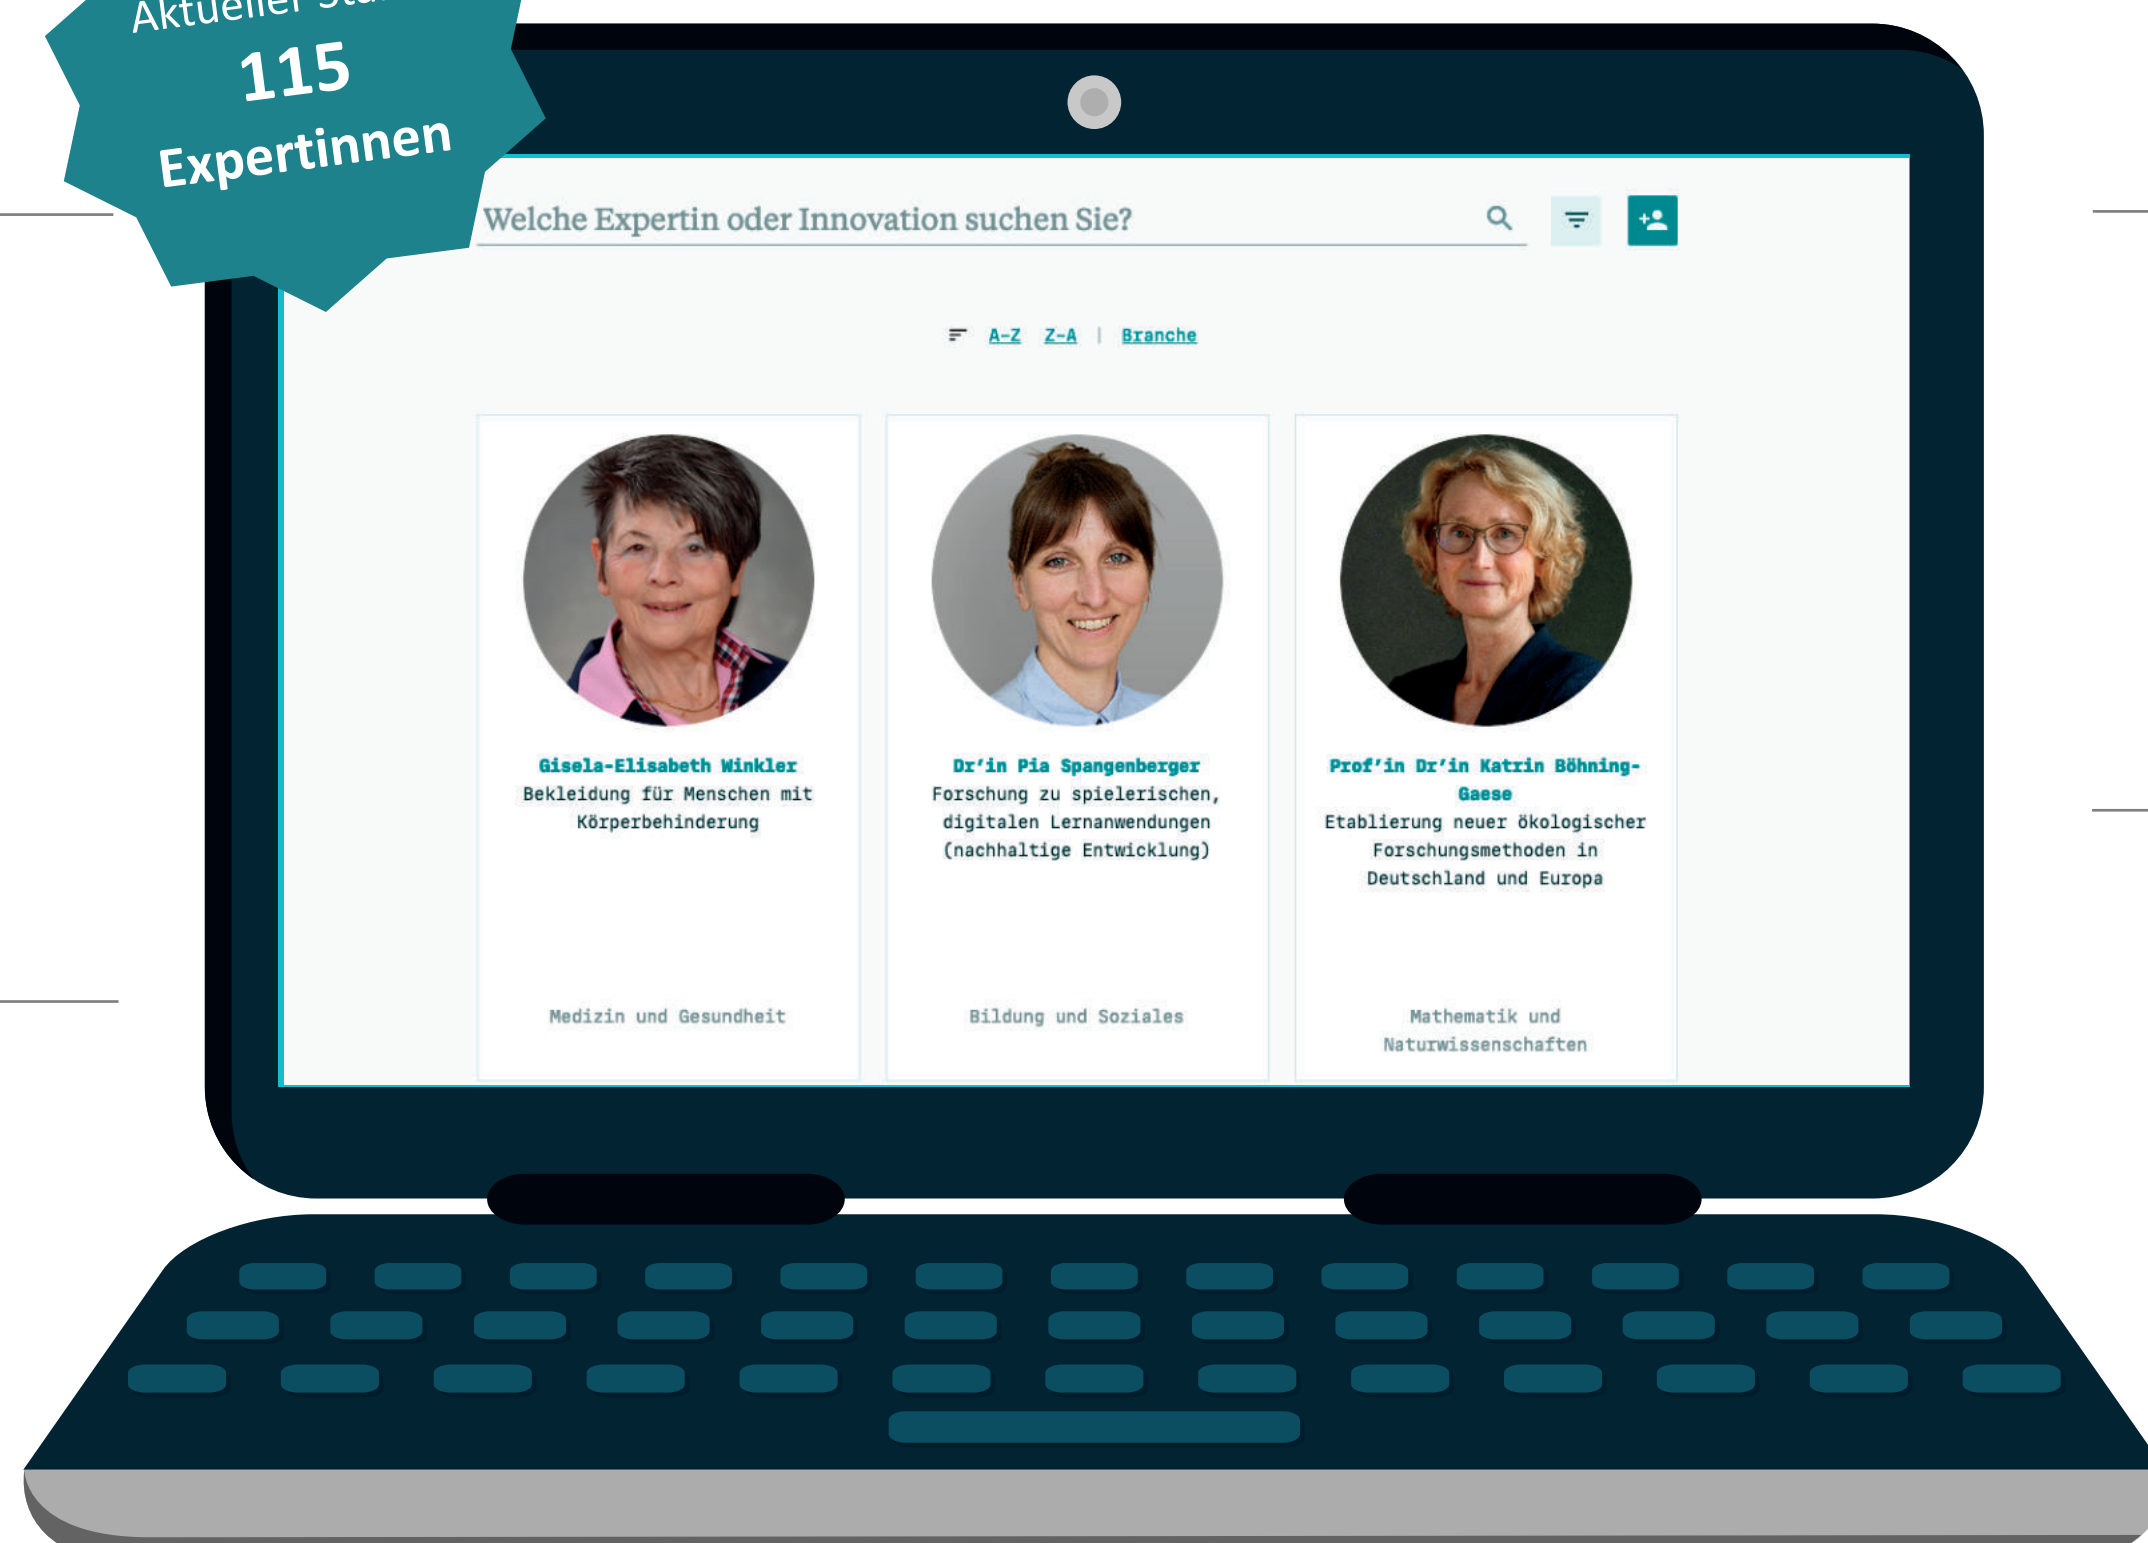 Aktueller
115
Expertinnen
Welche Expertin oder Innovation suchen Sie?
A-Z Z-A | Branche
Gisela-Elisabeth Winkler
Bekleidung für Menschen mit
Körperbehinderung
Medizin und Gesundheit
Dr’in Pia Spangenberger
Forschung zu spielerischen,
digitalen Lernanwendungen
(nachhaltige Entwicklung)
Bildung und Soziales
Prof’in Dr’in Katrin Böhning-
Gaese
Etablierung neuer ökologischer
Forschungsmethoden in
Deutschland und Europa
Mathematik und
Naturwissenschaften